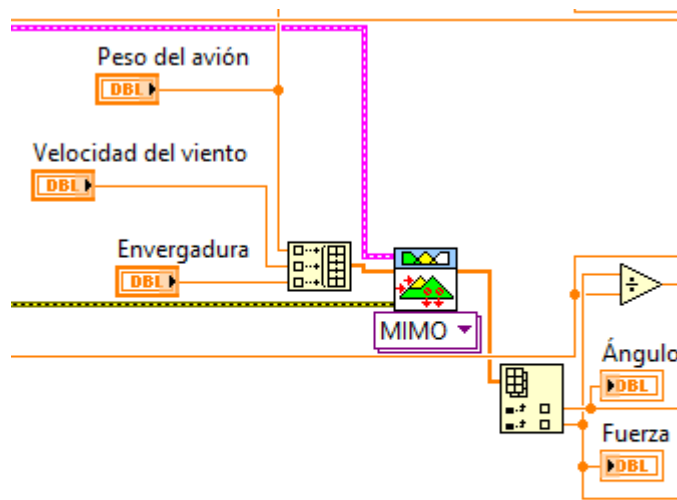 Peso del avión
DBL
Velocidad del viento
DBL
Envergadura
DBL
MIMO
Ángulo
DBL
Fuerza
DBL